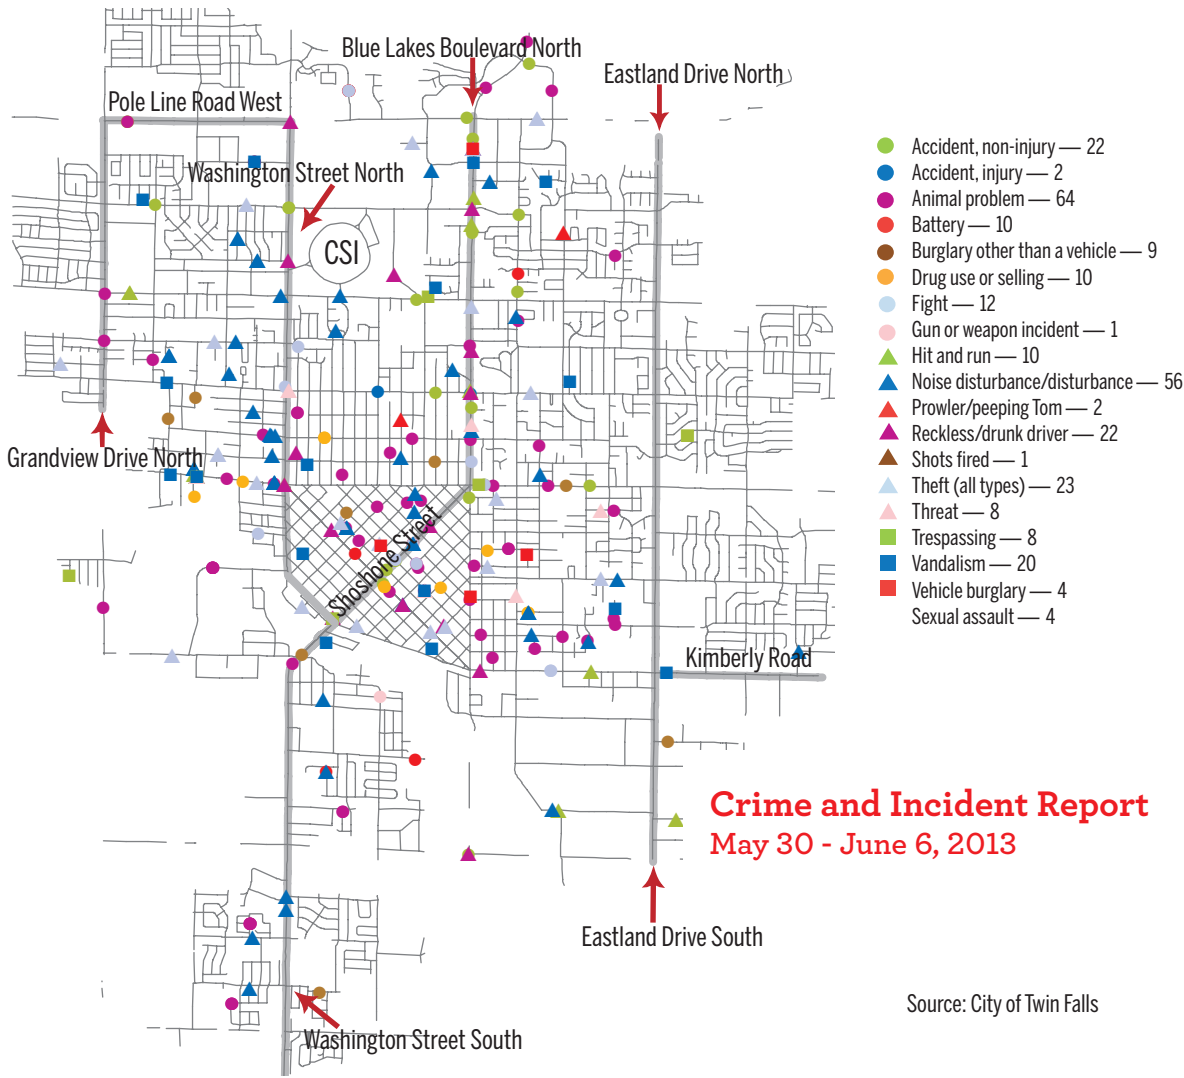 Blue Lakes Boulevard North
Eastland Drive North
Pole Line Road West
Washington Street North
CSI
Grandview Drive North
Shoshone Street
Kimberly Road
Accident, non-injury — 22
Accident, injury — 2
Animal problem — 64
Battery — 10
Burglary other than a vehicle — 9
Drug use or selling — 10
Fight — 12
Gun or weapon incident — 1
Hit and run — 10
Noise disturbance/disturbance — 56
Prowler/peeping Tom — 2
Reckless/drunk driver — 22
Shots fired — 1
Theft (all types) — 23
Threat — 8
Trespassing — 8
Vandalism — 20
Vehicle burglary — 4
Sexual assault — 4
Crime and Incident Report
May 30 - June 6, 2013
Eastland Drive South
Source: City of Twin Falls
Washington Street South